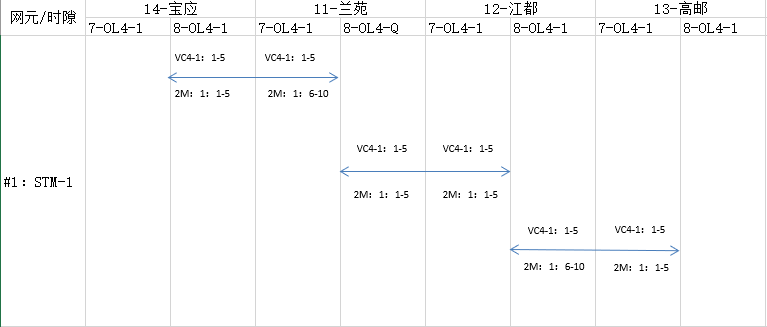 网元/时隙 14-宝应 11-兰苑 12-江都 13-高邮
7-OL4-1 8-OL4-1 7-OL4-1 8-OL4-Q 7-OL4-1 8-OL4-1 7-OL4-1 8-OL4-1
VC4-1：1-5 VC4-1：1-5
2M：1：1-5 2M：1：6-10
VC4-1：1-5 VC4-1：1-5
#1：STM-1
2M：1：1-5 2M：1：1-5
VC4-1：1-5 VC4-1：1-5
2M：1：6-10 2M：1：1-5